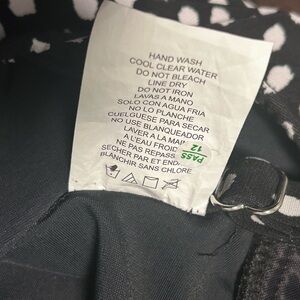 HAND WASH
COOL CLEAR WATER
DO NOT BLEACH
LINE DRY
DO NOT IRON
LAVAS A MANO
SOLO CON AGUA FRIA
NO LO PLANCHE
CUELGUESE PARA SECAR
NO USE BLANQUEADOR
LAVER A LA MAI
A L'EAU FROID
NE PAS REPASS
SECHER PAR ET END
BLANCHIR SANS CHLORE
PASS
12